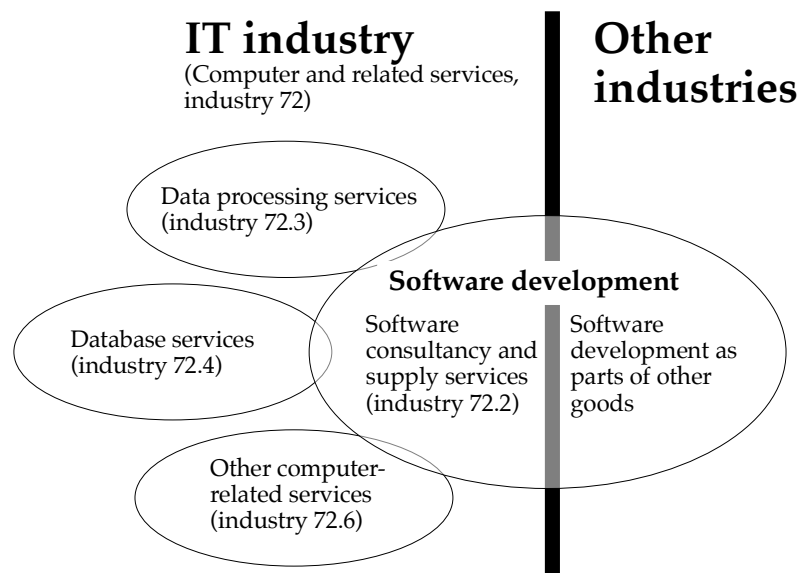 IT industry
(Computer and related services,
industry 72)
Other
industries
Data processing services
(industry 72.3)
Software development
Database services
(industry 72.4)
Software
consultancy and
supply services
(industry 72.2)
Software
development as
parts of other
goods
Other computer-
related services
(industry 72.6)